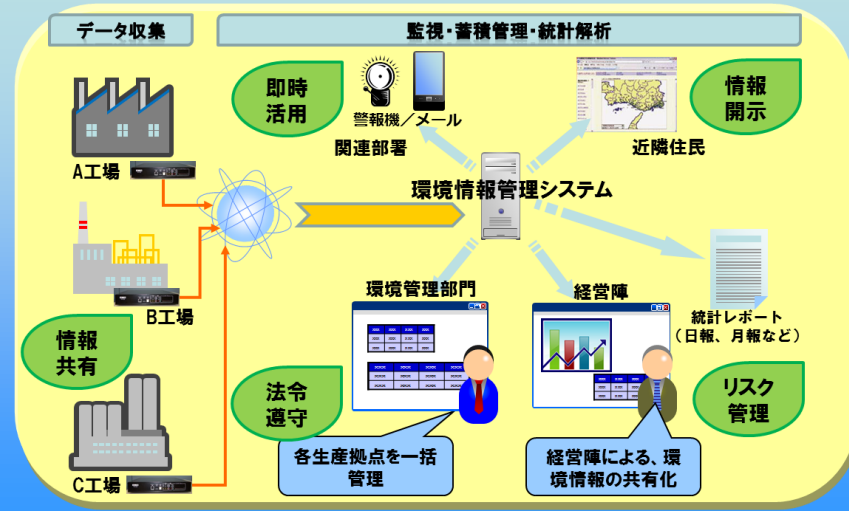 データ収集
監視・蓄積管理・統計解析
即時
活用
警報機／メール
関連部署
情報
開示
近隣住民
A工場
環境情報管理システム
B工場
情報
共有
C工場
環境管理部門
法令
遵守
各生産拠点を一括
管理
経営陣
経営陣による、環
境情報の共有化
統計レポート
（日報、月報など）
リスク
管理